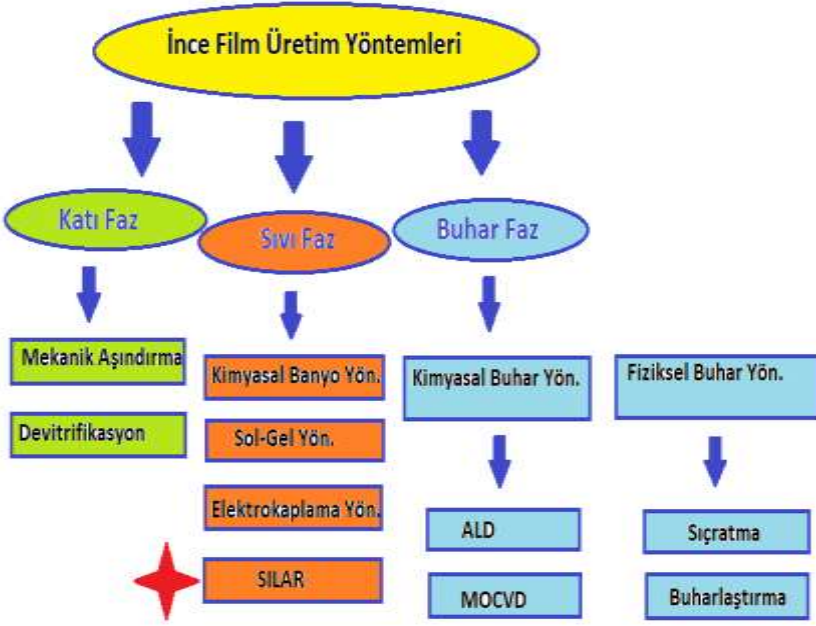 İnce Film Üretim Yöntemleri
Katı Faz
Sıvı Faz
Buhar Faz
Mekanik Aşındırma
Devitrifikasyon
Kimyasal Banyo Yön.
Sol-Gel Yön.
Elektrokaplama Yön.
SILAR
Kimyasal Buhar Yön.
ALD
MOCVD
Fiziksel Buhar Yön.
Sıçratma
Buharlaştırma